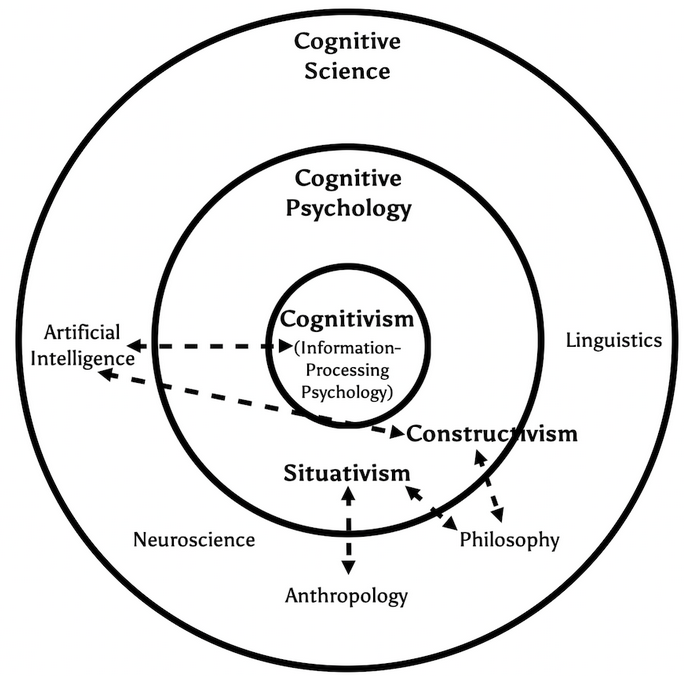 Cognitive
Science
Cognitive
Psychology
Cognitivism
(Information-
Processing
Psychology)
Artificial
Intelligence
Linguistics
Constructivism
Situativism
Neuroscience
Philosophy
Anthropology